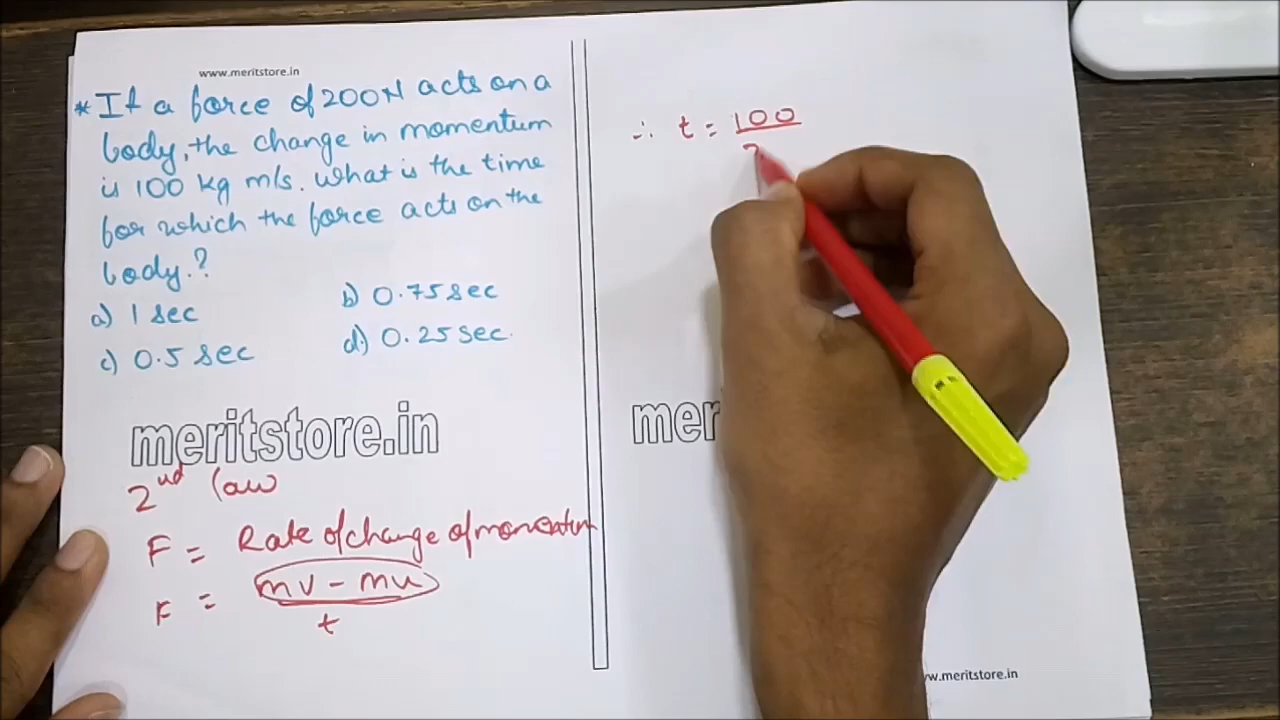 www.meritstore.in
* If a force of 200N acts on a
body, the change in momentum
is 100 kg m/s. What is the time
for which the force acts on the
body.?
a) 1 sec
b) 0.75 sec
c) 0.5 sec
d) 0.25 sec.
meritstore.in
2nd law
F = Rate of change of momentum
F = mv - mu
t
∴ t = 100
2
mer
w.meritstore.in